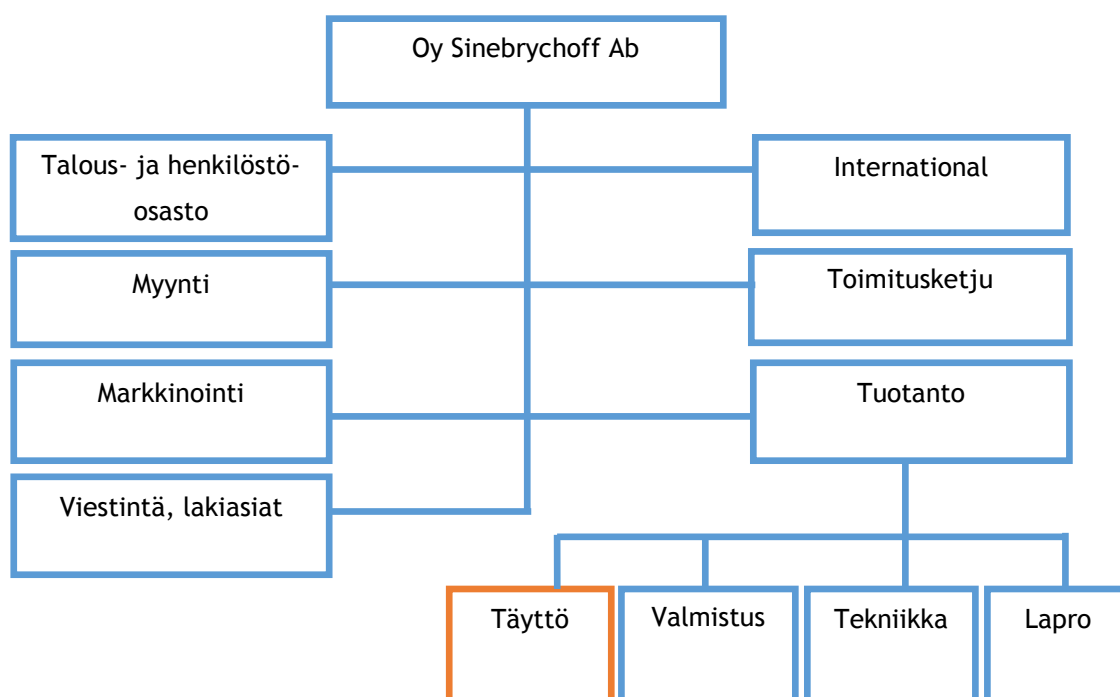 Oy Sinebrychoff Ab
Talous- ja henkilöstö-
osasto
International
Myynti
Toimitusketju
Markkinointi
Tuotanto
Viestintä, lakiasiat
Täyttö
Valmistus
Tekniikka
Lapro